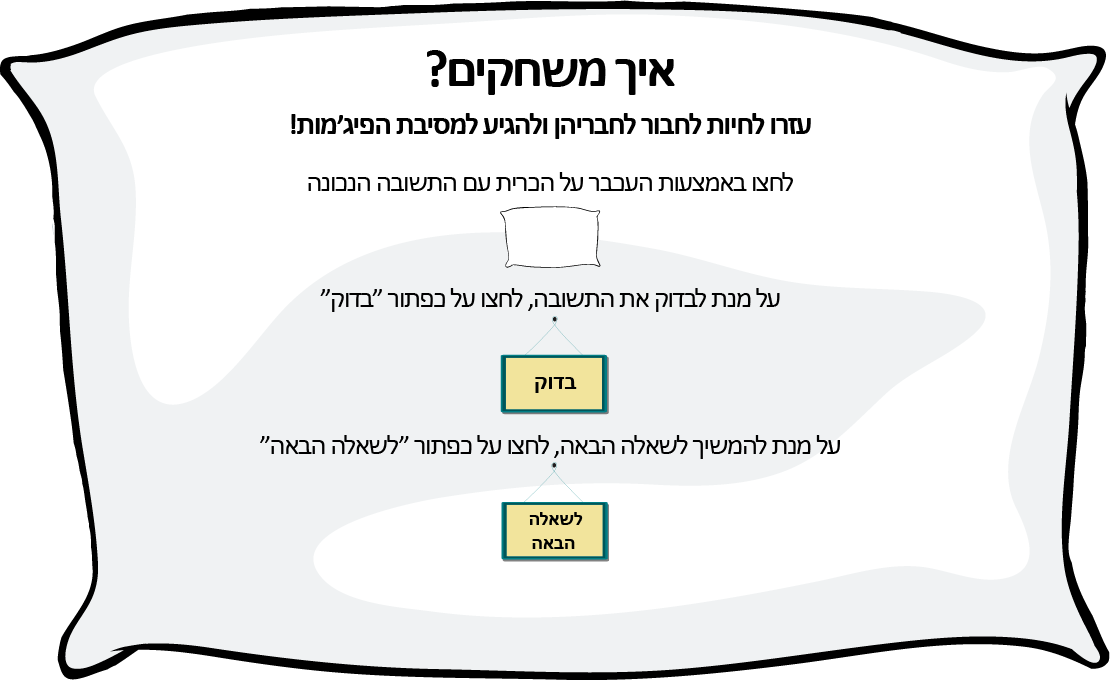 איך משחקים?
עזרו לחיות לחבור לחבריהן ולהגיע למסיבת הפיג'מות!
לחצו באמצעות העכבר על הכרית עם התשובה הנכונה
על מנת לבדוק את התשובה, לחצו על כפתור "בדוק"
בדוק
על מנת להמשיך לשאלה הבאה, לחצו על כפתור "לשאלה הבאה"
לשאלה
הבאה